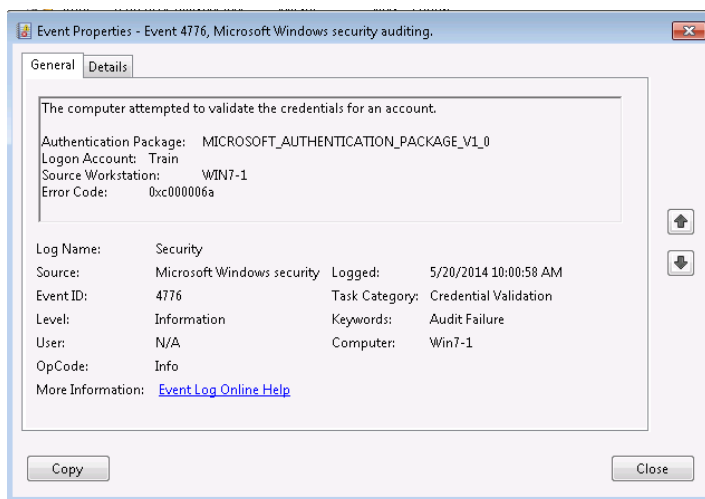 Event Properties - Event 4776, Microsoft Windows security auditing.
General Details
The computer attempted to validate the credentials for an account.
Authentication Package: MICROSOFT_AUTHENTICATION_PACKAGE_V1_0
Logon Account: Train
Source Workstation: WIN7-1
Error Code: 0xc000006a
Log Name: Security
Source: Microsoft Windows security Logged: 5/20/2014 10:00:58 AM
Event ID: 4776 Task Category: Credential Validation
Level: Information Keywords: Audit Failure
User: N/A Computer: Win7-1
OpCode: Info
More Information: Event Log Online Help
Copy Close